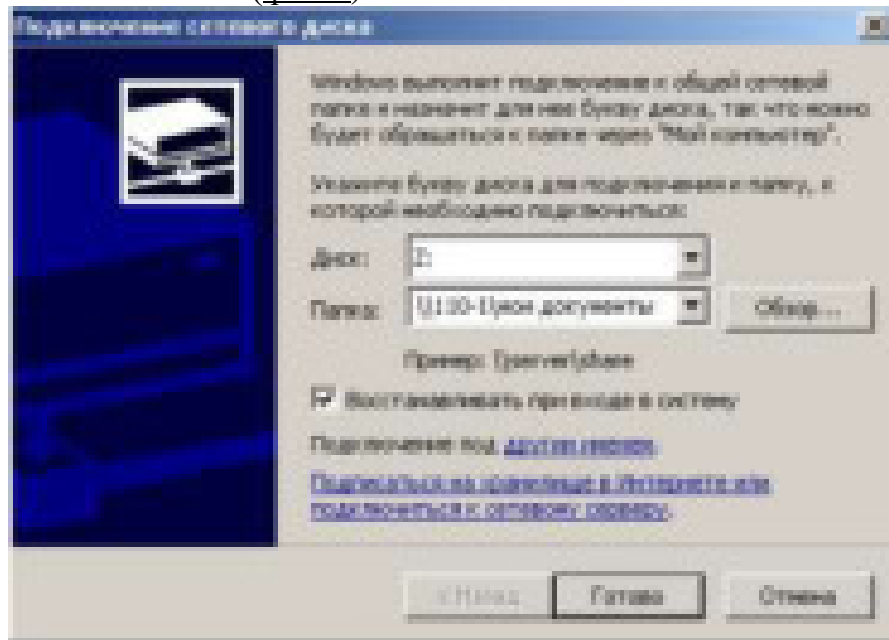 Подключение сетевого диска
Windows выполнит подключение к общей сетевой
папке и назначит для нее букву диска, так что можно
будет обращаться к папке через "Мой компьютер".
Укажите букву диска для подключения и папку, к
которой необходимо подключиться:
Диск: Z:
Папка: \\110-1\мои документы Обзор...
Пример: \\server\share
Восстанавливать при входе в систему
Подключение под другим именем.
Подписаться на хранилище в Интернете или
подключиться к сетевому серверу.
< Назад Готово Отмена